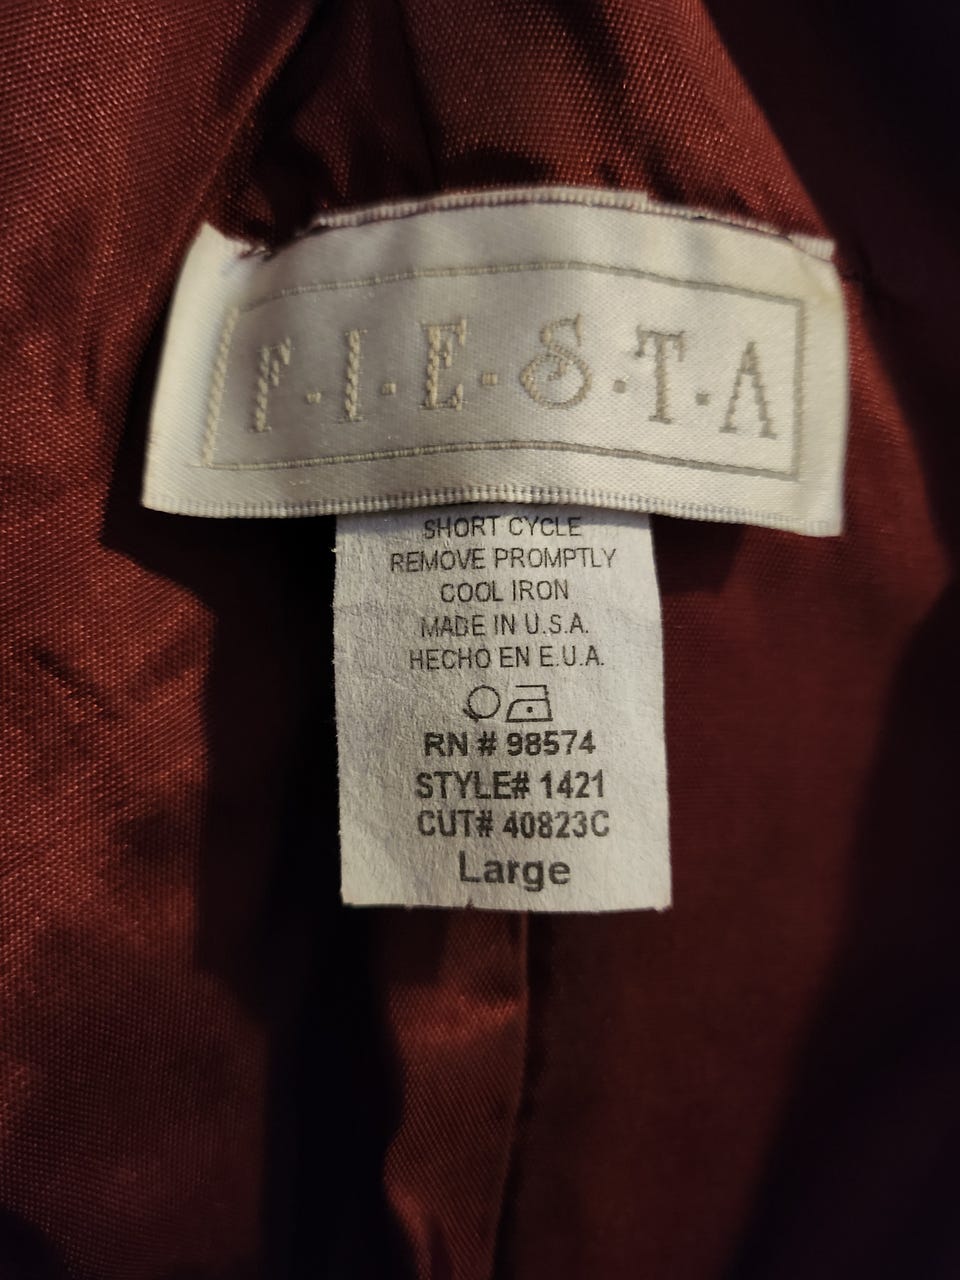 F·I·E·S·T·A
SHORT CYCLE
REMOVE PROMPTLY
COOL IRON
MADE IN U.S.A.
HECHO EN E.U.A.
RN # 98574
STYLE# 1421
CUT# 40823C
Large